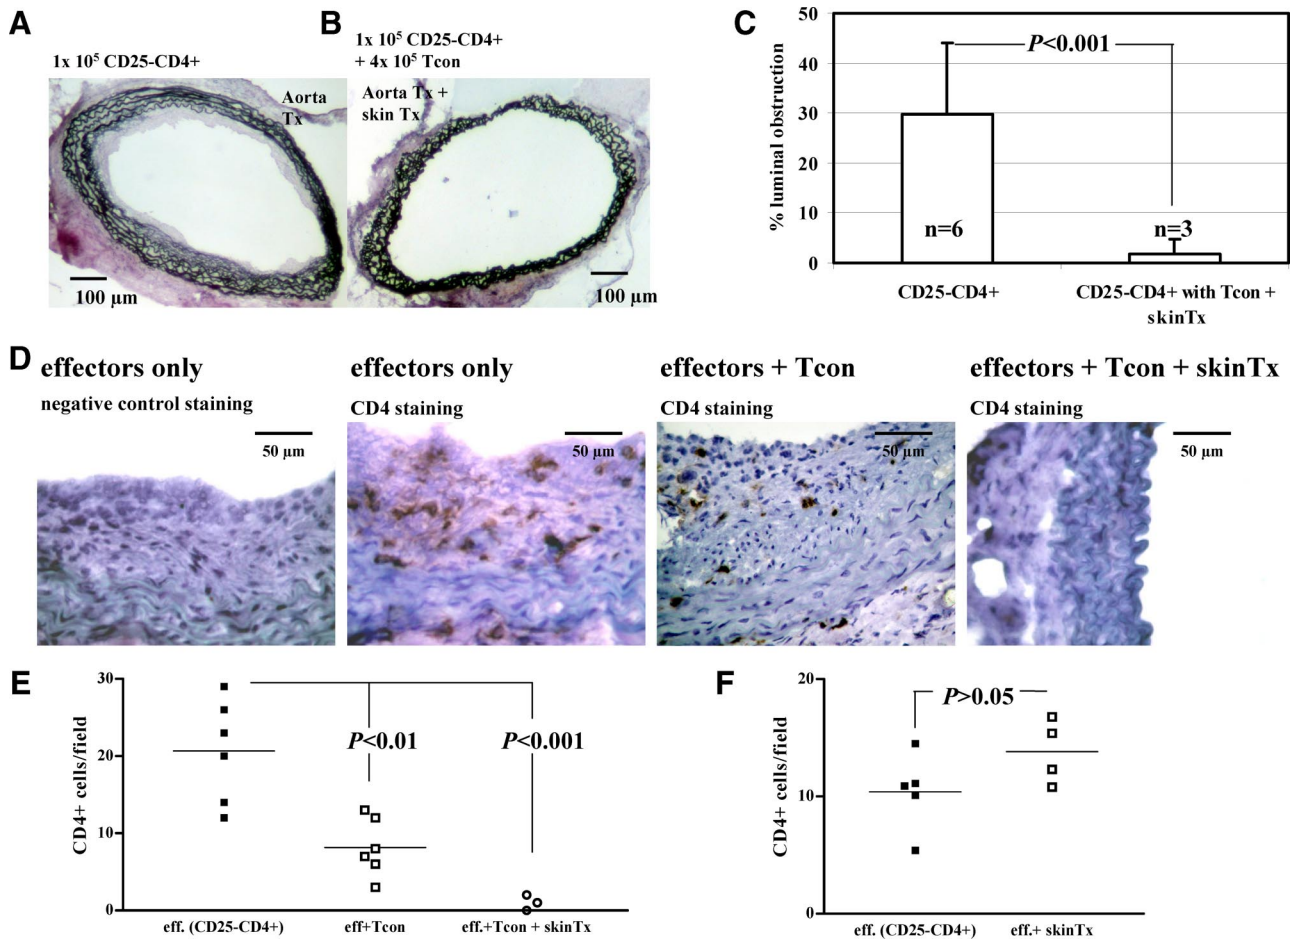 A
1x 10⁵ CD25-CD4+
Aorta
Tx
100 µm
B
1x 10⁵ CD25-CD4+
+ 4x 10⁵ Tcon
Aorta Tx +
skin Tx
100 µm
C
% luminal obstruction
50
40
30
20
10
0
P<0.001
n=6
n=3
CD25-CD4+
CD25-CD4+ with Tcon +
skinTx
D
effectors only
negative control staining
50 µm
effectors only
CD4 staining
50 µm
effectors + Tcon
CD4 staining
50 µm
effectors + Tcon + skinTx
CD4 staining
50 µm
E
CD4+ cells/field
30
20
10
0
P<0.01
P<0.001
eff. (CD25-CD4+)
eff+Tcon
eff.+Tcon + skinTx
F
CD4+ cells/field
20
10
0
P>0.05
eff. (CD25-CD4+)
eff.+ skinTx